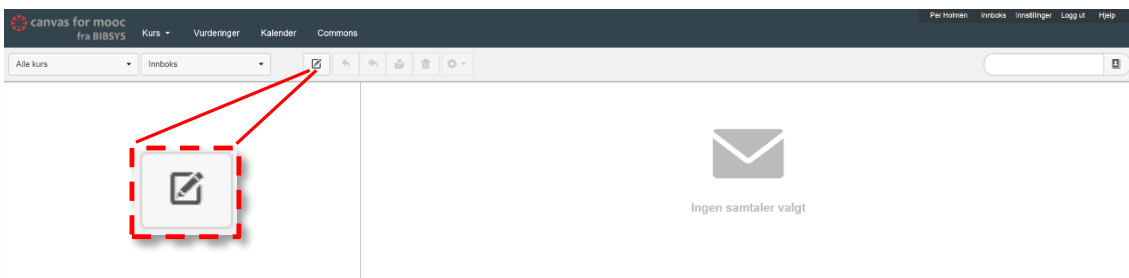 canvas for mooc
fra BIBSYS
Kurs Vurderinger Kalender Commons
Per Holmén Innboks Innstillinger Logg ut Hjelp
Alle kurs Innboks
Ingen samtaler valgt